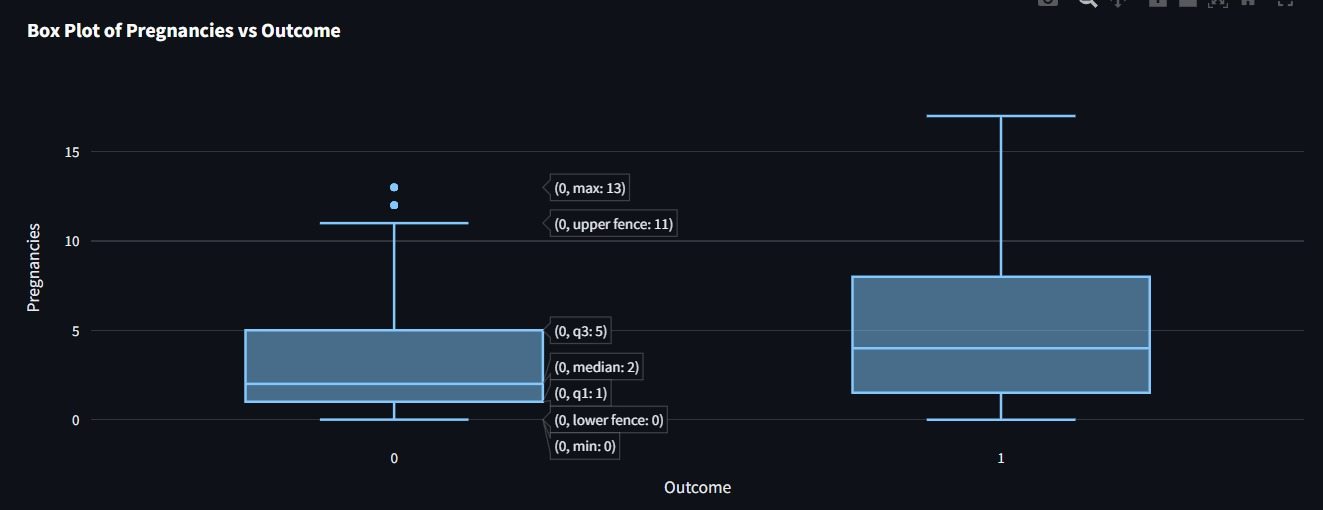 Box Plot of Pregnancies vs Outcome
15
10
5
0
Pregnancies
(0, max: 13)
(0, upper fence: 11)
(0, q3: 5)
(0, median: 2)
(0, q1: 1)
(0, lower fence: 0)
(0, min: 0)
0
1
Outcome